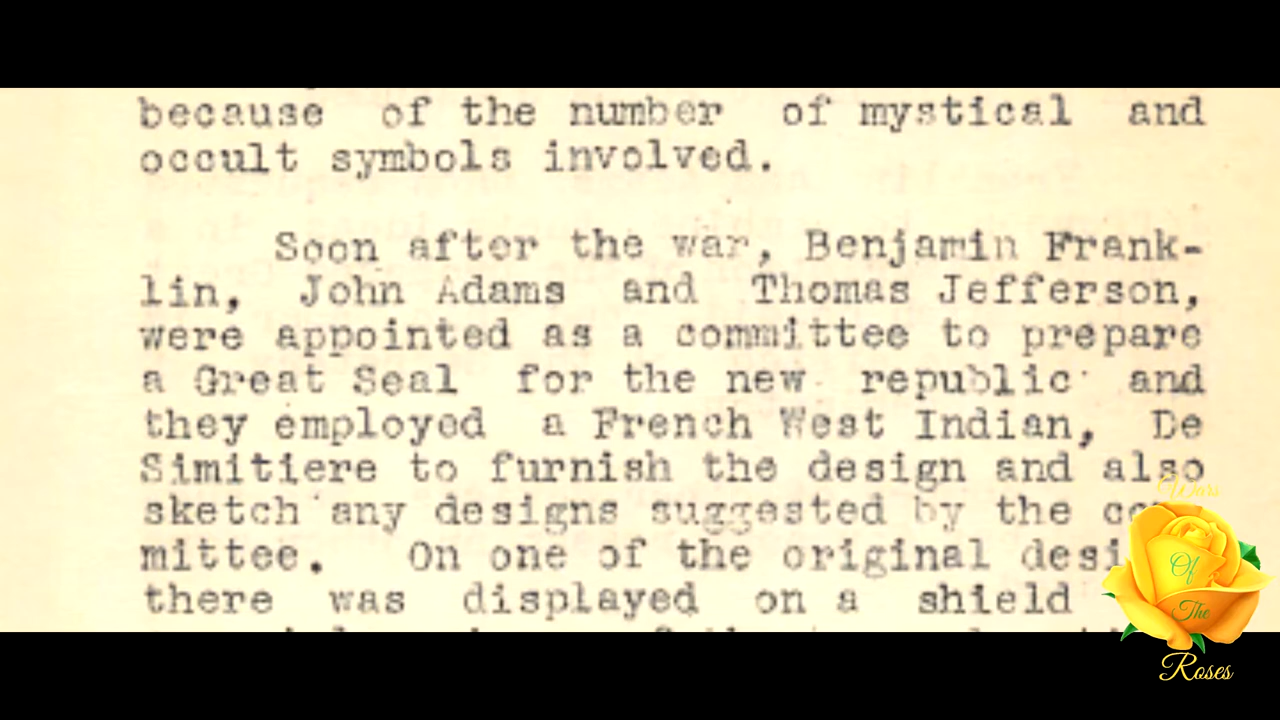 because of the number of mystical and
occult symbols involved.
Soon after the war, Benjamin Frank-
lin, John Adams and Thomas Jefferson,
were appointed as a committee to prepare
a Great Seal for the new republic and
they employed a French West Indian, De
Simitiere to furnish the design and also
sketch any designs suggested by the
mittee. On one of the original
there was displayed on a shield
Wars
Of
The
Roses